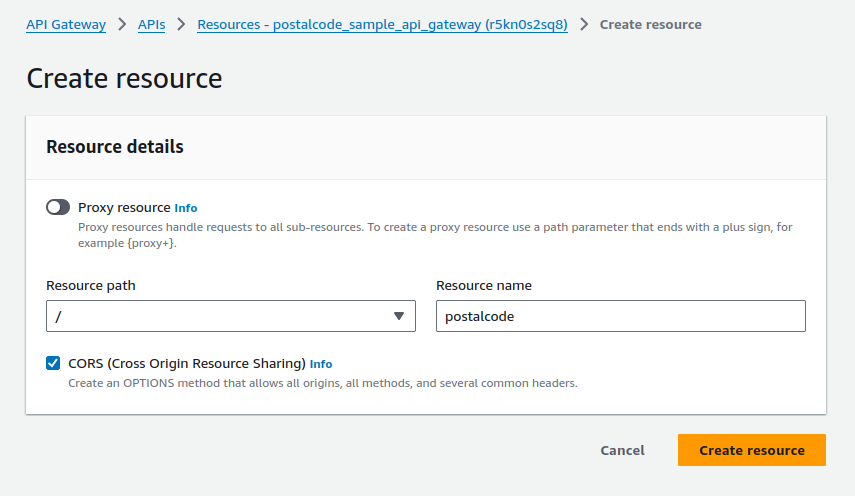 API Gateway > APIs > Resources - postalcode_sample_api_gateway (r5kn0s2sq8) > Create resource
Create resource
Resource details
Proxy resource Info
Proxy resources handle requests to all sub-resources. To create a proxy resource use a path parameter that ends with a plus sign, for
example {proxy+}.
Resource path
/
Resource name
postalcode
CORS (Cross Origin Resource Sharing) Info
Create an OPTIONS method that allows all origins, all methods, and several common headers.
Cancel
Create resource